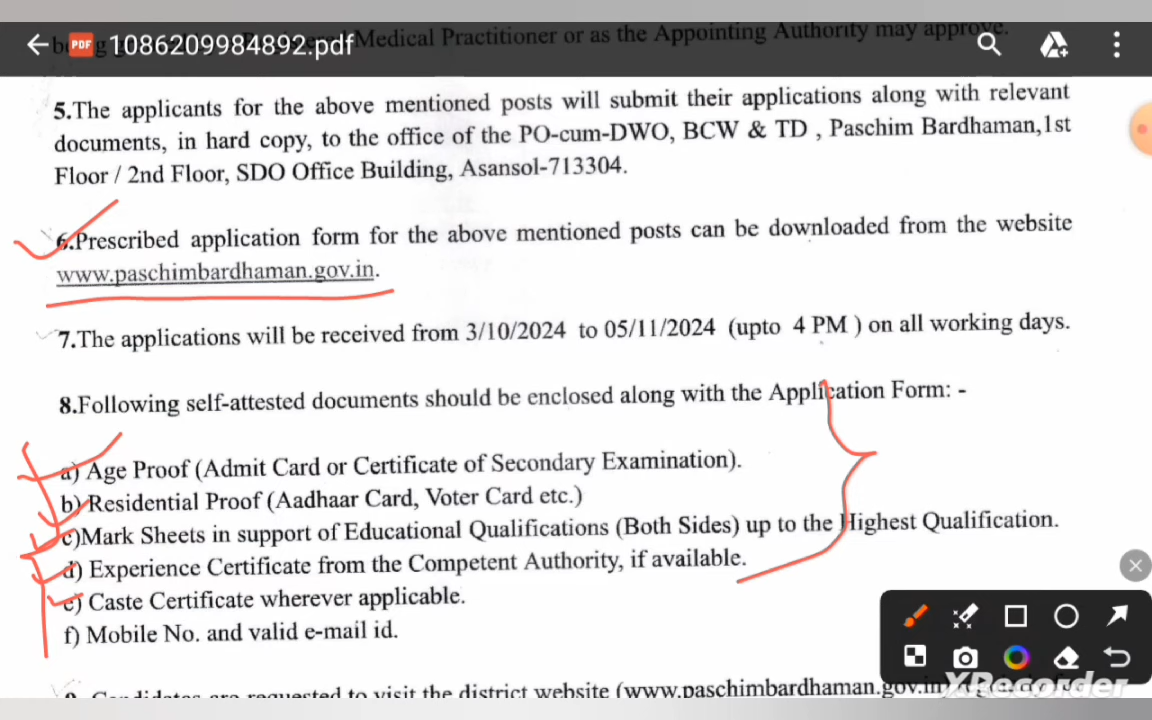 being g Medical Practitioner or as the Appointing Authority may approve.
PDF 1086209984892.pdf
5.The applicants for the above mentioned posts will submit their applications along with relevant
documents, in hard copy, to the office of the PO-cum-DWO, BCW & TD , Paschim Bardhaman,1st
Floor / 2nd Floor, SDO Office Building, Asansol-713304.
6.Prescribed application form for the above mentioned posts can be downloaded from the website
www.paschimbardhaman.gov.in.
7.The applications will be received from 3/10/2024 to 05/11/2024 (upto 4 PM ) on all working days.
8.Following self-attested documents should be enclosed along with the Application Form: -
a) Age Proof (Admit Card or Certificate of Secondary Examination).
b) Residential Proof (Aadhaar Card, Voter Card etc.)
c)Mark Sheets in support of Educational Qualifications (Both Sides) up to the Highest Qualification.
d) Experience Certificate from the Competent Authority, if available.
e) Caste Certificate wherever applicable.
f) Mobile No. and valid e-mail id.
9. Candidates are requested to visit the district website (www.paschimbardhaman.gov.in)
XRecorder